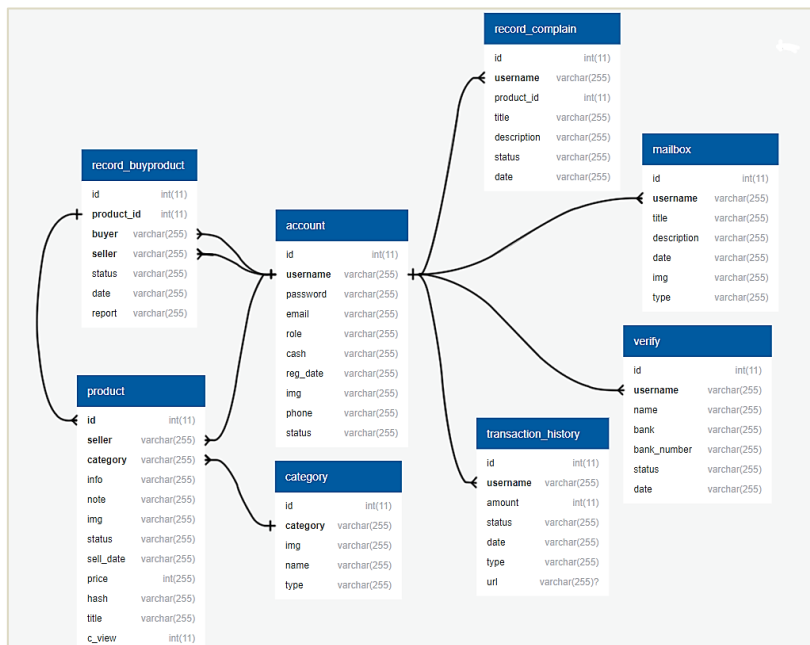 record_complain
id int(11)
username varchar(255)
product_id int(11)
title varchar(255)
description varchar(255)
status varchar(255)
date varchar(255)
record_buyproduct
id int(11)
product_id int(11)
buyer varchar(255)
seller varchar(255)
status varchar(255)
date varchar(255)
report varchar(255)
mailbox
id int(11)
username varchar(255)
title varchar(255)
description varchar(255)
date varchar(255)
img varchar(255)
type varchar(255)
account
id int(11)
username varchar(255)
password varchar(255)
email varchar(255)
role varchar(255)
cash varchar(255)
reg_date varchar(255)
img varchar(255)
phone varchar(255)
status varchar(255)
verify
id int(11)
username varchar(255)
name varchar(255)
bank varchar(255)
bank_number varchar(255)
status varchar(255)
date varchar(255)
product
id int(11)
seller varchar(255)
category varchar(255)
info varchar(255)
note varchar(255)
img varchar(255)
status varchar(255)
sell_date varchar(255)
price int(255)
hash varchar(255)
title varchar(255)
c_view int(11)
category
id int(11)
category varchar(255)
img varchar(255)
name varchar(255)
type varchar(255)
transaction_history
id int(11)
username varchar(255)
amount int(11)
status varchar(255)
date varchar(255)
type varchar(255)
url varchar(255)?